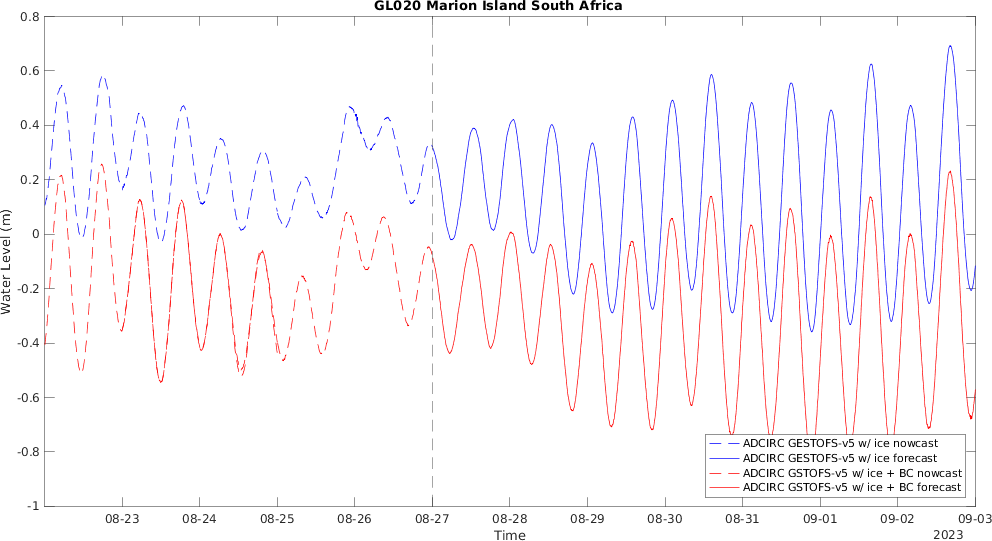 GL020 Marion Island South Africa
0.8
0.6
0.4
0.2
0
-0.2
-0.4
-0.6
-0.8
-1
Water Level (m)
ADCIRC GESTOFS-v5 w/ ice nowcast
ADCIRC GESTOFS-v5 w/ ice forecast
ADCIRC GSTOFS-v5 w/ ice + BC nowcast
ADCIRC GSTOFS-v5 w/ ice + BC forecast
08-23 08-24 08-25 08-26 08-27 08-28 08-29 08-30 08-31 09-01 09-02 09-03
Time
2023